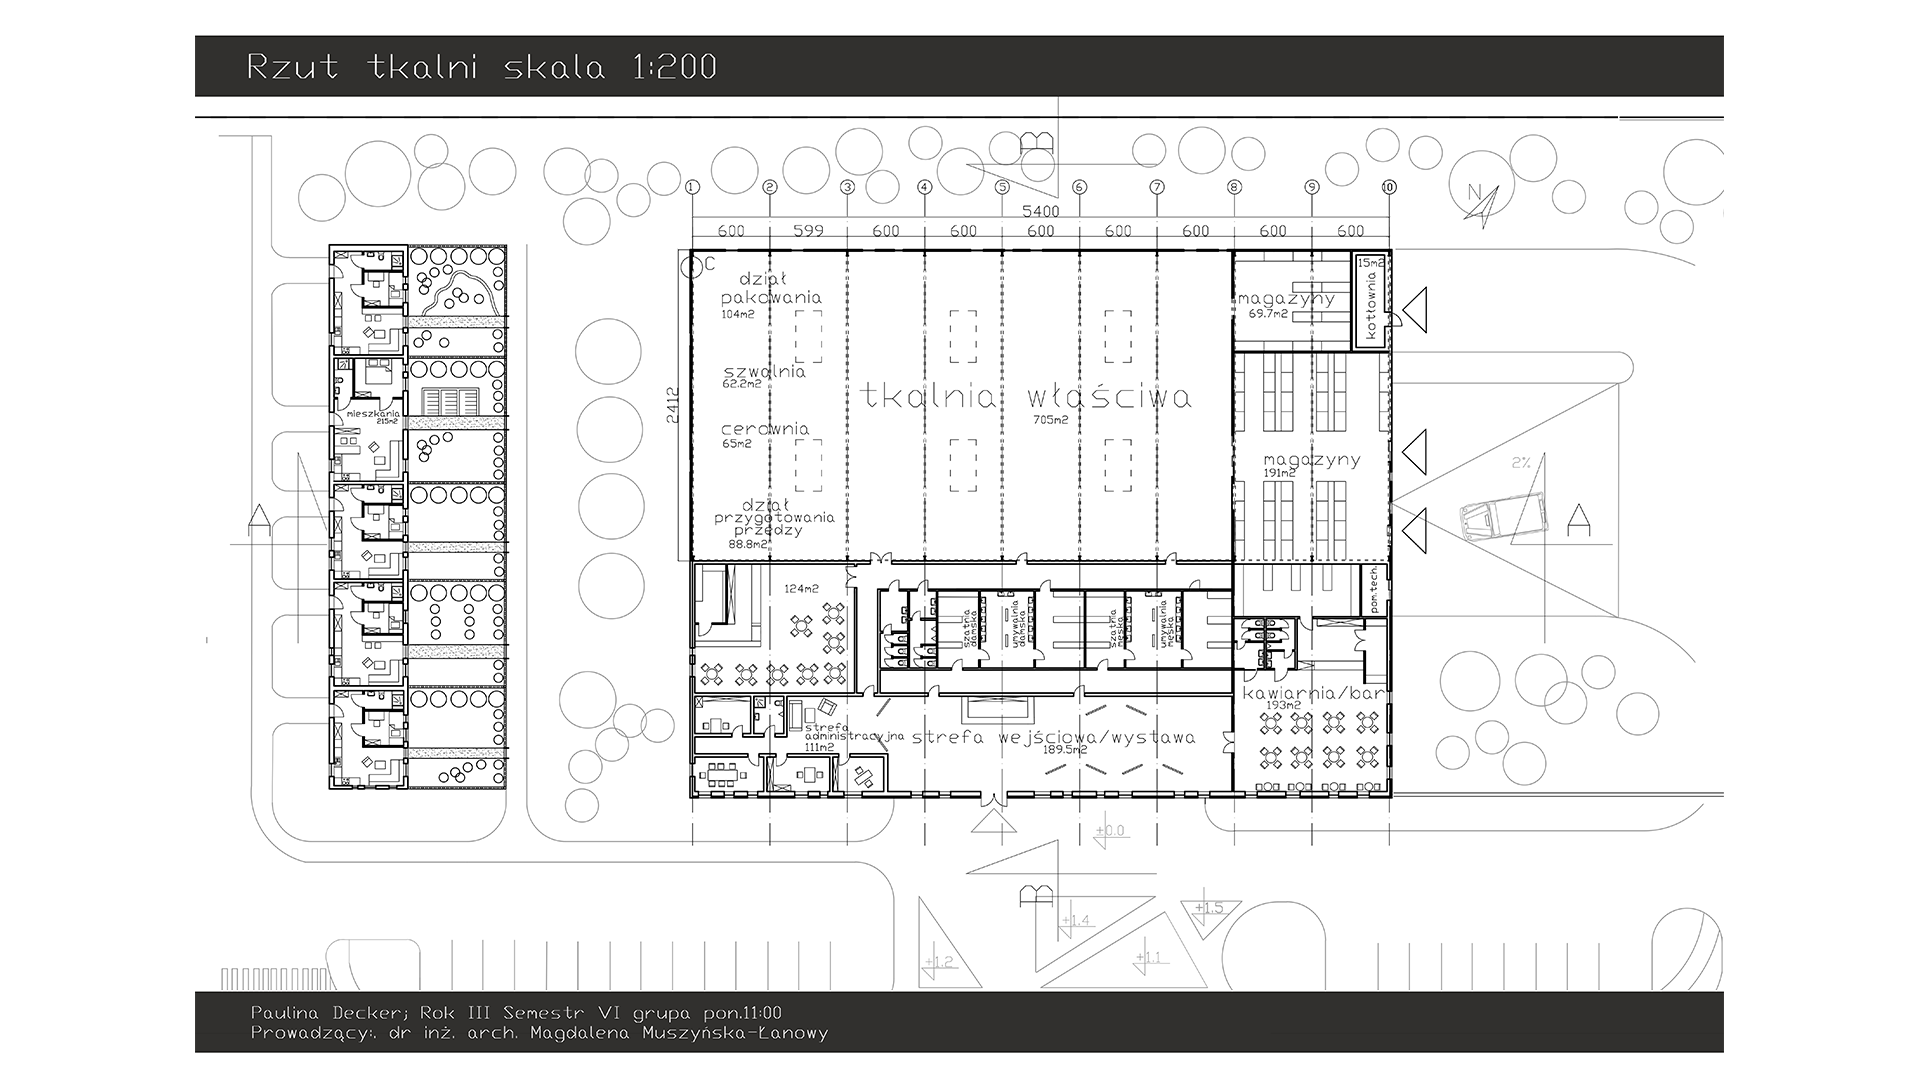 Rzut tkalni skala 1:200
B
N
1 2 3 4 5 6 7 8 9 10
5400
600 599 600 600 600 600 600 600 600
C
2412
dział
pakowania
104m2
szwalnia
62.2m2
cerownia
65m2
dział
przygotowania
przędzy
88.8m2
tkalnia właściwa
705m2
magazyny
69.7m2
15m2
kotłownia
magazyny
191m2
mieszkania
215m2
A
2%
A
124m2
szatna
damska
umywalnia
damska
szatna
męska
umywalnia
męska
pom.tech.
kawiarnia/bar
193m2
strefa
administracyjna
111m2
strefa wejściowa/wystawa
189.5m2
±0.0
B
+1.4
+1.5
+1.2
+1.1
Paulina Decker; Rok III Semestr VI grupa pon.11:00
Prowadzący:. dr inż. arch. Magdalena Muszyńska-Łanowy